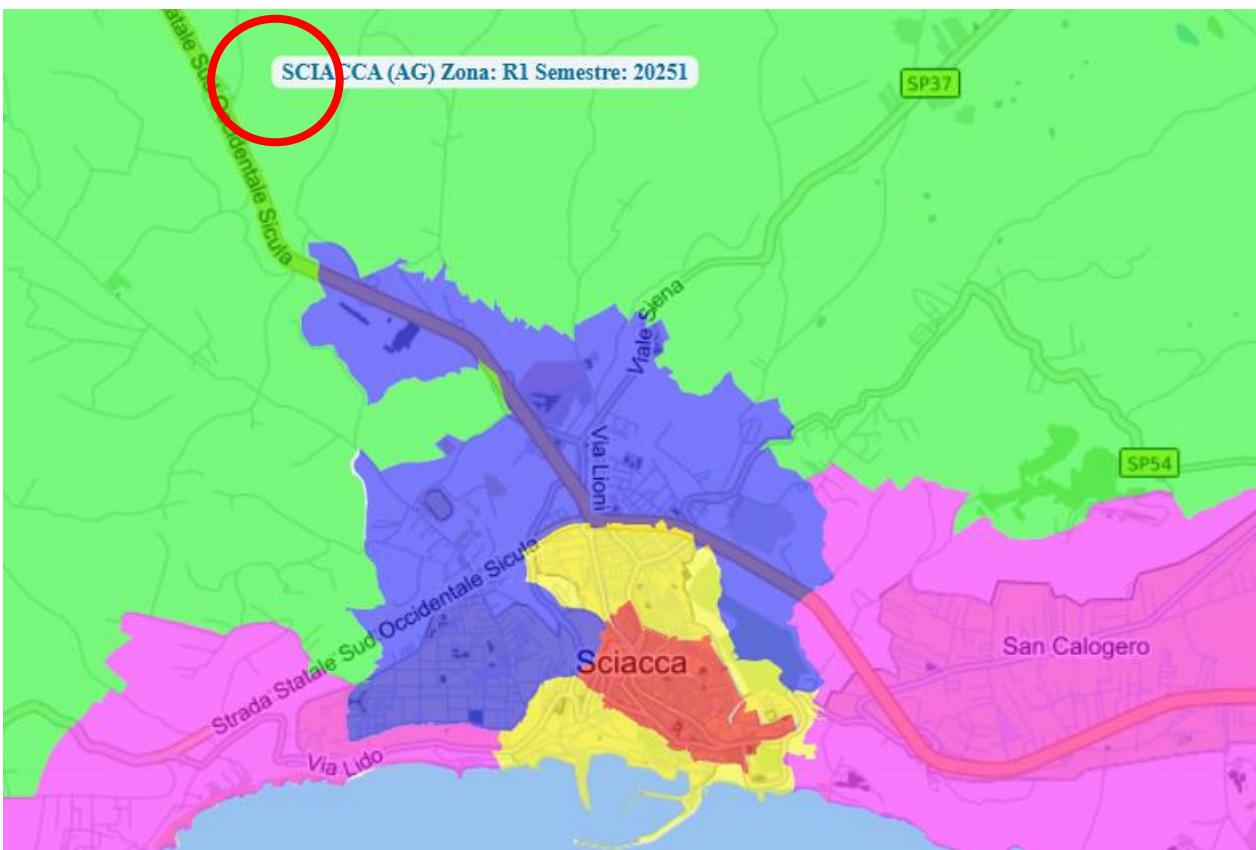 Statale Sud Occidentale Sicula
SCIACCA (AG) Zona: R1 Semestre: 20251
SP37
Viale Siena
Via Lioni
SP54
Strada Statale Sud Occidentale Sicula
Sciacca
San Calogero
Via Lido